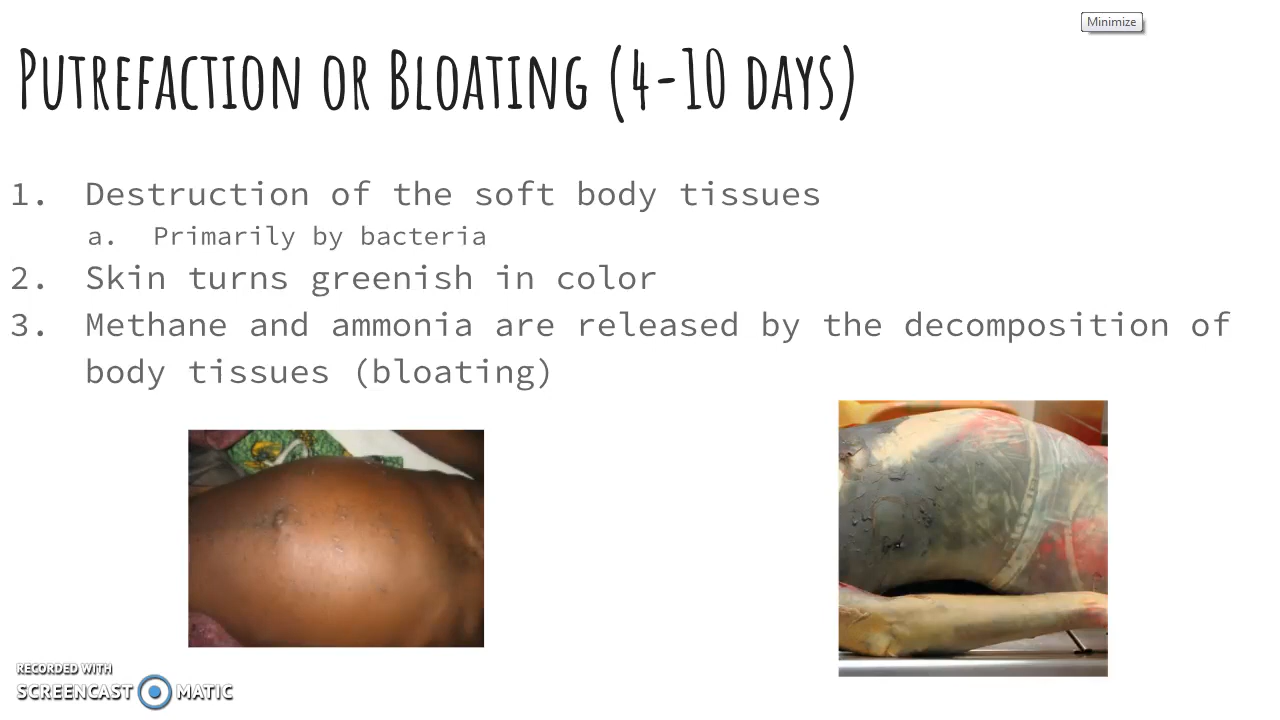 Minimize
Putrefaction or Bloating (4-10 days)
1. Destruction of the soft body tissues
a. Primarily by bacteria
2. Skin turns greenish in color
3. Methane and ammonia are released by the decomposition of
body tissues (bloating)
RECORDED WITH
SCREENCAST MATIC